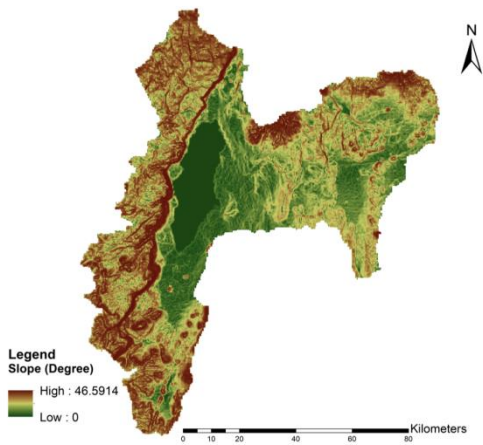 N
Legend
Slope (Degree)
High : 46.5914
Low : 0
Kilometers
0 10 20 40 60 80